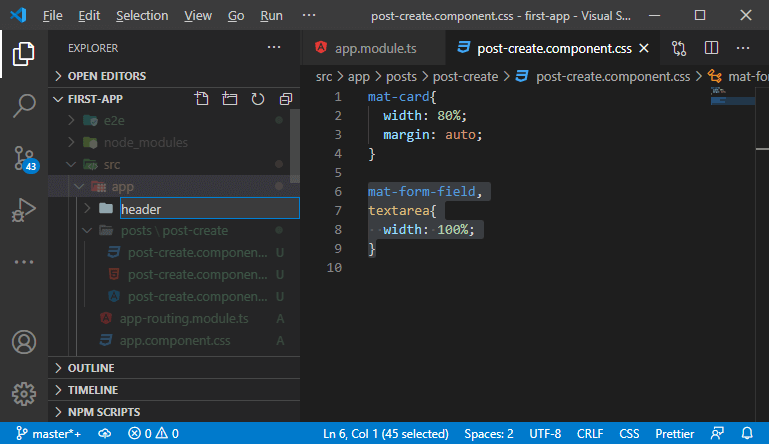 File Edit Selection View Go Run ··· post-create.component.css - first-app - Visual S...
EXPLORER ···
OPEN EDITORS
FIRST-APP
e2e
node_modules
src
app
header
posts \ post-create
post-create.componen... U
post-create.componen... U
post-create.componen... U
app-routing.module.ts A
app.component.css A
OUTLINE
TIMELINE
NPM SCRIPTS
43
app.module.ts post-create.component.css ···
src > app > posts > post-create > post-create.component.css > mat-fo
1 mat-card{
2 width: 80%;
3 margin: auto;
4 }
5
6 mat-form-field,
7 textarea{
8 width: 100%;
9 }
10
master*+ 0 0 Ln 6, Col 1 (45 selected) Spaces: 2 UTF-8 CRLF CSS Prettier